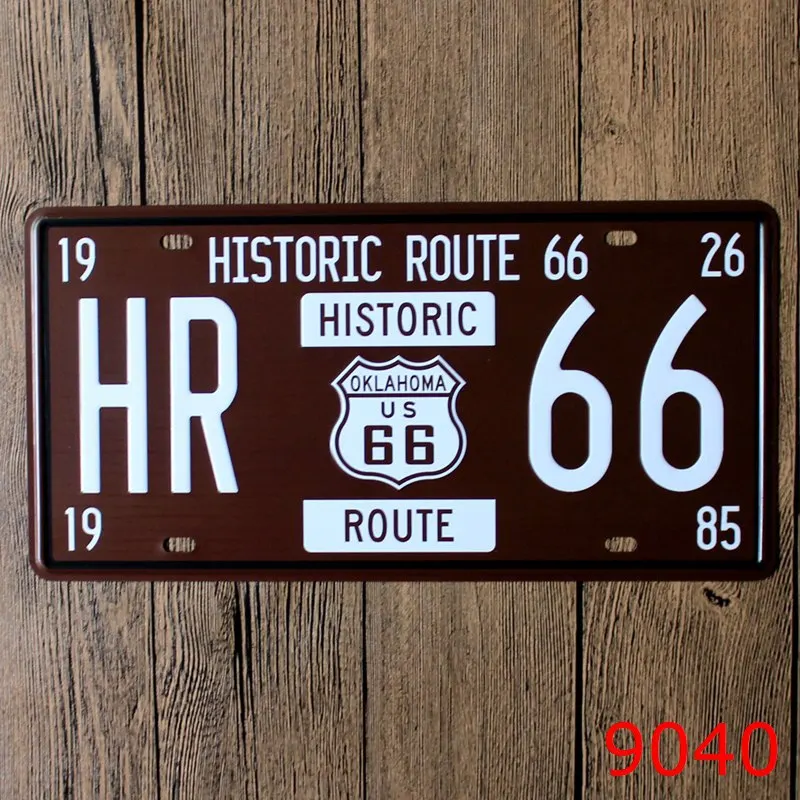 19 HISTORIC ROUTE 66 26
HISTORIC
HR 66
OKLAHOMA
US
66
19 ROUTE 85
9040